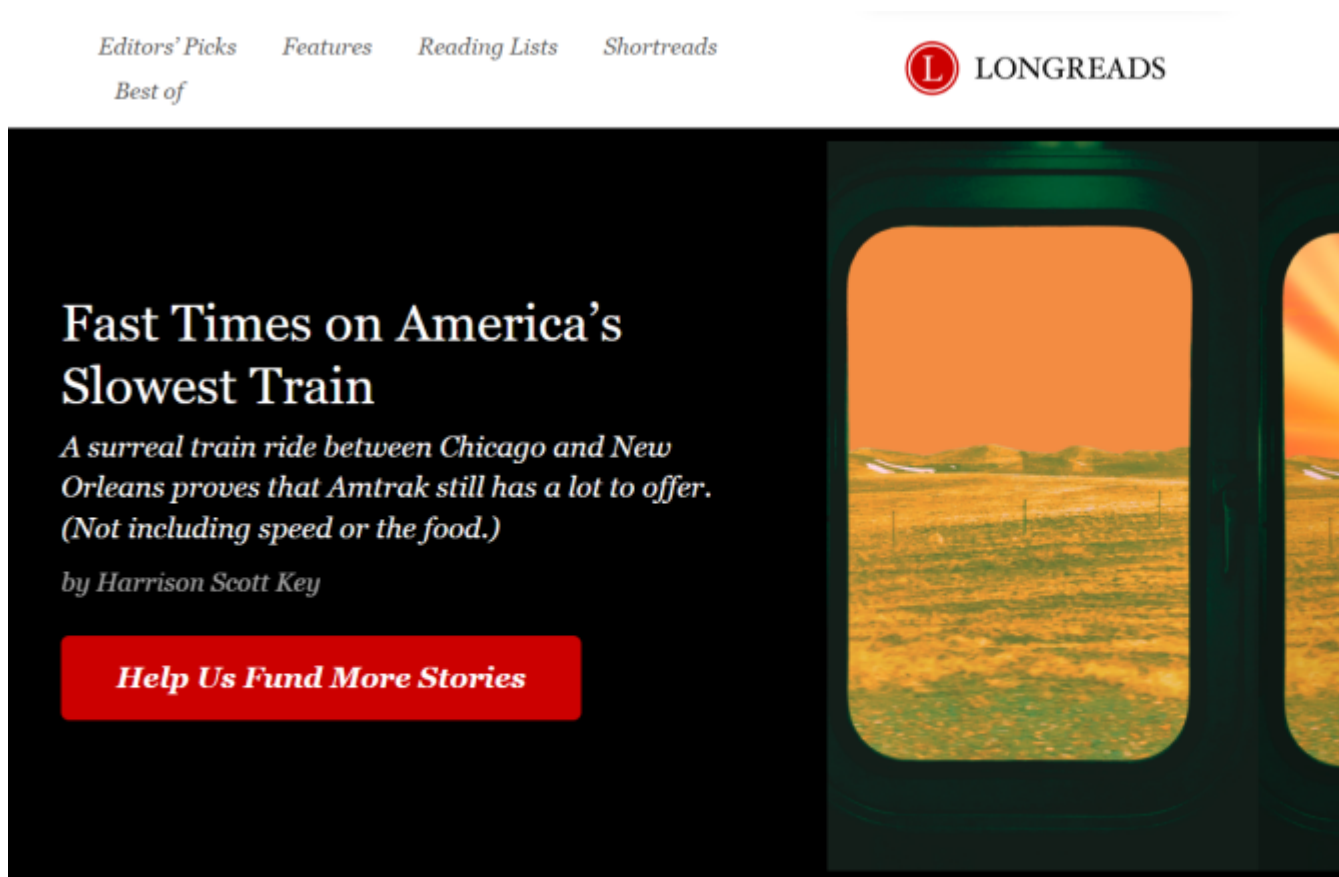 Editors’ Picks Features Reading Lists Shortreads
Best of
L LONGREADS
Fast Times on America’s
Slowest Train
A surreal train ride between Chicago and New
Orleans proves that Amtrak still has a lot to offer.
(Not including speed or the food.)
by Harrison Scott Key
Help Us Fund More Stories